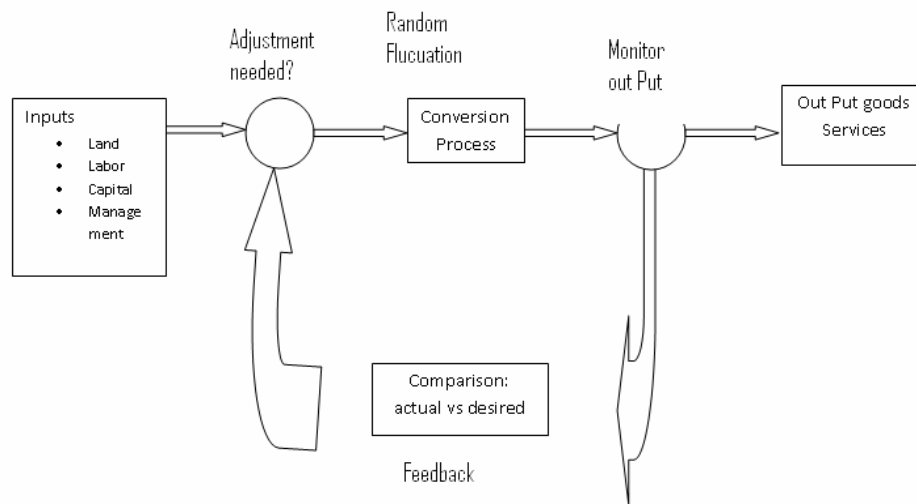 Adjustment
needed?
Random
Flucuation
Monitor
out Put
Inputs
• Land
• Labor
• Capital
• Manage
ment
Conversion
Process
Out Put goods
Services
Comparison:
actual vs desired
Feedback